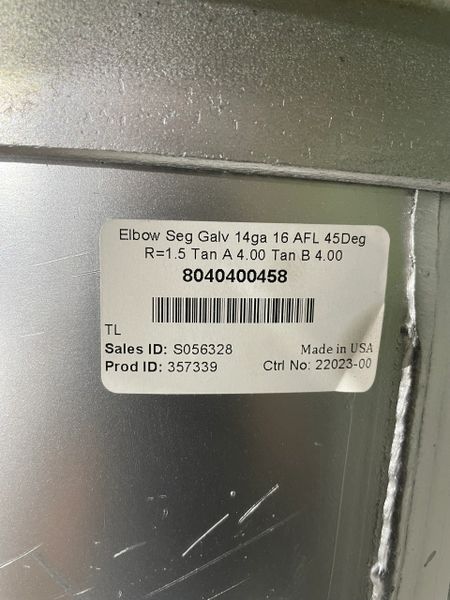 Elbow Seg Galv 14ga 16 AFL 45Deg
R=1.5 Tan A 4.00 Tan B 4.00
8040400458
TL
Sales ID: S056328 Made in USA
Prod ID: 357339 Ctrl No: 22023-00